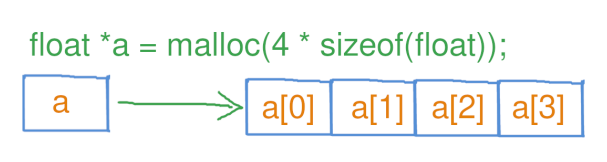 float *a = malloc(4 * sizeof(float));
a a[0] a[1] a[2] a[3]